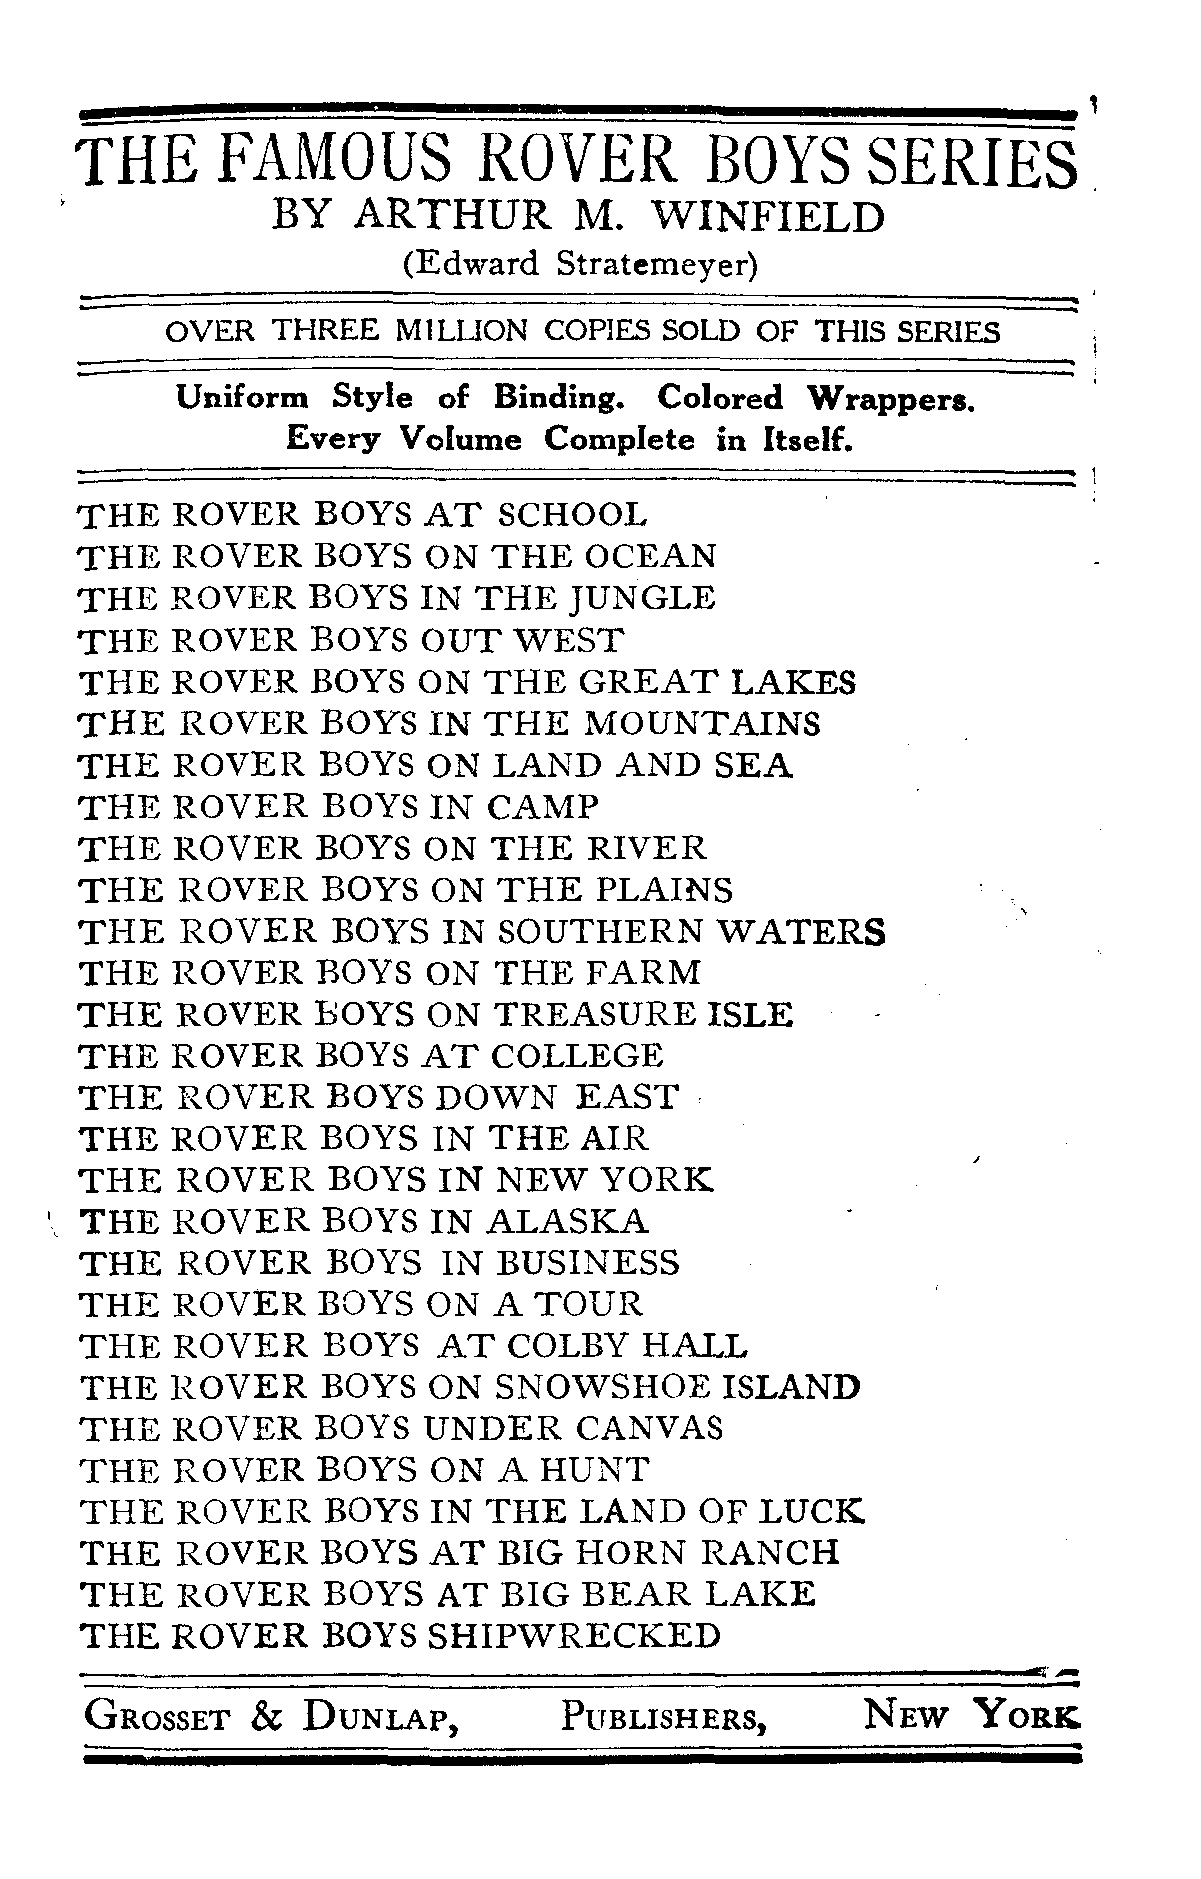 THE FAMOUS ROVER BOYS SERIES
BY ARTHUR M. WINFIELD
(Edward Stratemeyer)
OVER THREE MILLION COPIES SOLD OF THIS SERIES
Uniform Style of Binding. Colored Wrappers.
Every Volume Complete in Itself.
THE ROVER BOYS AT SCHOOL
THE ROVER BOYS ON THE OCEAN
THE ROVER BOYS IN THE JUNGLE
THE ROVER BOYS OUT WEST
THE ROVER BOYS ON THE GREAT LAKES
THE ROVER BOYS IN THE MOUNTAINS
THE ROVER BOYS ON LAND AND SEA
THE ROVER BOYS IN CAMP
THE ROVER BOYS ON THE RIVER
THE ROVER BOYS ON THE PLAINS
THE ROVER BOYS IN SOUTHERN WATERS
THE ROVER BOYS ON THE FARM
THE ROVER BOYS ON TREASURE ISLE
THE ROVER BOYS AT COLLEGE
THE ROVER BOYS DOWN EAST
THE ROVER BOYS IN THE AIR
THE ROVER BOYS IN NEW YORK
THE ROVER BOYS IN ALASKA
THE ROVER BOYS IN BUSINESS
THE ROVER BOYS ON A TOUR
THE ROVER BOYS AT COLBY HALL
THE ROVER BOYS ON SNOWSHOE ISLAND
THE ROVER BOYS UNDER CANVAS
THE ROVER BOYS ON A HUNT
THE ROVER BOYS IN THE LAND OF LUCK
THE ROVER BOYS AT BIG HORN RANCH
THE ROVER BOYS AT BIG BEAR LAKE
THE ROVER BOYS SHIPWRECKED
GROSSET & DUNLAP, PUBLISHERS, NEW YORK